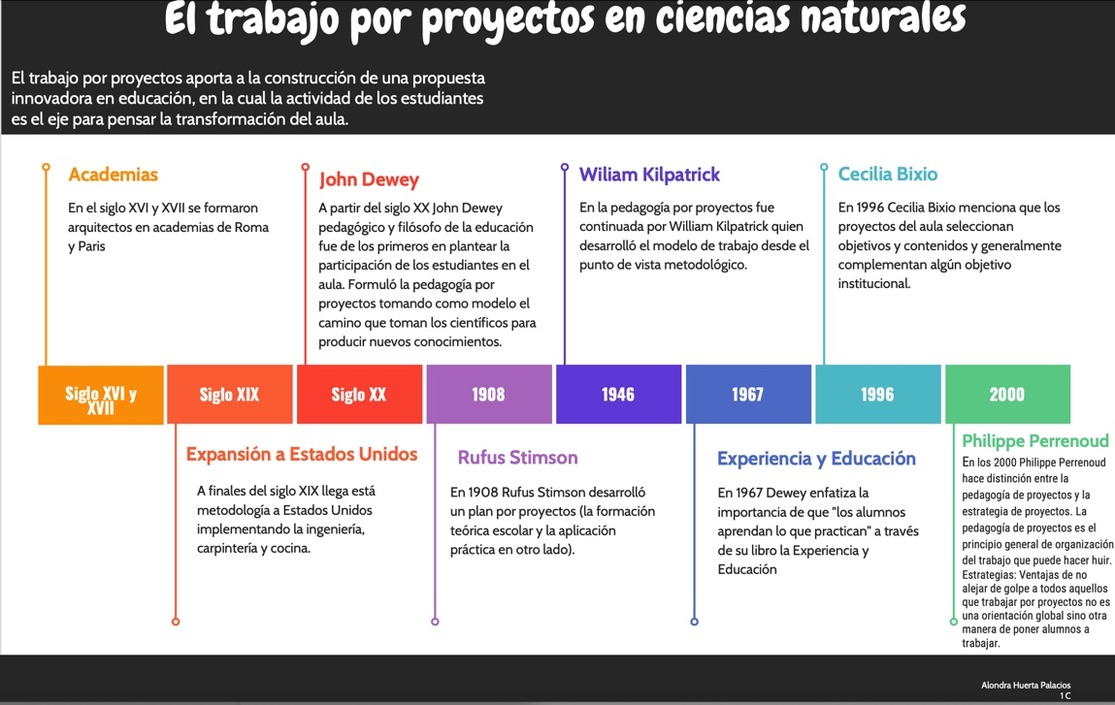 El trabajo por proyectos en ciencias naturales
El trabajo por proyectos aporta a la construcción de una propuesta
innovadora en educación, en la cual la actividad de los estudiantes
es el eje para pensar la transformación del aula.
Academias
En el siglo XVI y XVII se formaron
arquitectos en academias de Roma
y Paris
John Dewey
A partir del siglo XX John Dewey
pedagógico y filósofo de la educación
fue de los primeros en plantear la
participación de los estudiantes en el
aula. Formuló la pedagogía por
proyectos tomando como modelo el
camino que toman los científicos para
producir nuevos conocimientos.
Wiliam Kilpatrick
En la pedagogía por proyectos fue
continuada por William Kilpatrick quien
desarrolló el modelo de trabajo desde el
punto de vista metodológico.
Cecilia Bixio
En 1996 Cecilia Bixio menciona que los
proyectos del aula seleccionan
objetivos y contenidos y generalmente
complementan algún objetivo
institucional.
Siglo XVI y
XVII
Siglo XIX
Siglo XX
1908
1946
1967
1996
2000
Expansión a Estados Unidos
A finales del siglo XIX llega está
metodología a Estados Unidos
implementando la ingeniería,
carpintería y cocina.
Rufus Stimson
En 1908 Rufus Stimson desarrolló
un plan por proyectos (la formación
teórica escolar y la aplicación
práctica en otro lado).
Experiencia y Educación
En 1967 Dewey enfatiza la
importancia de que "los alumnos
aprendan lo que practican" a través
de su libro la Experiencia y
Educación
Philippe Perrenoud
En los 2000 Philippe Perrenoud
hace distinción entre la
pedagogía de proyectos y la
estrategia de proyectos. La
pedagogía de proyectos es el
principio general de organización
del trabajo que puede hacer huir.
Estrategias: Ventajas de no
alejar de golpe a todos aquellos
que trabajar por proyectos no es
una orientación global sino otra
manera de poner alumnos a
trabajar.
Alondra Huerta Palacios
1 C